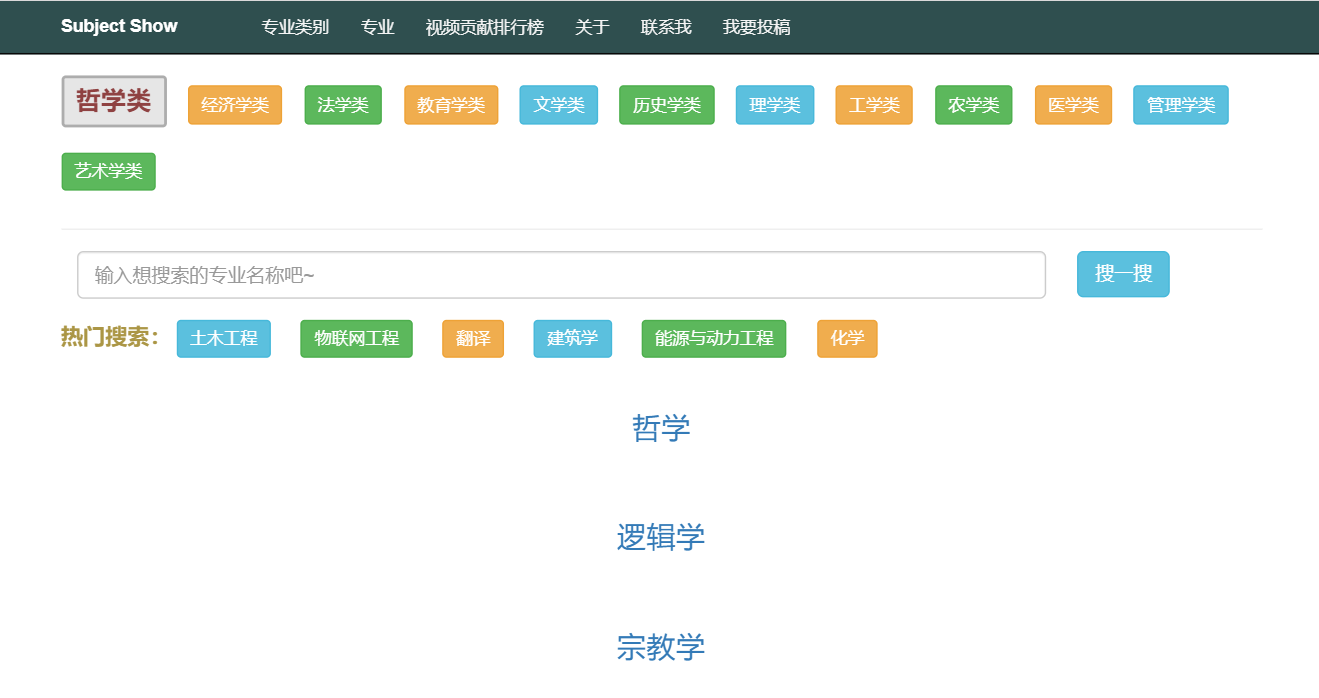 Subject Show 专业类别 专业 视频贡献排行榜 关于 联系我 我要投稿
哲学类 经济学类 法学类 教育学类 文学类 历史学类 理学类 工学类 农学类 医学类 管理学类
艺术学类
输入想搜索的专业名称吧~ 搜一搜
热门搜索： 土木工程 物联网工程 翻译 建筑学 能源与动力工程 化学
哲学
逻辑学
宗教学